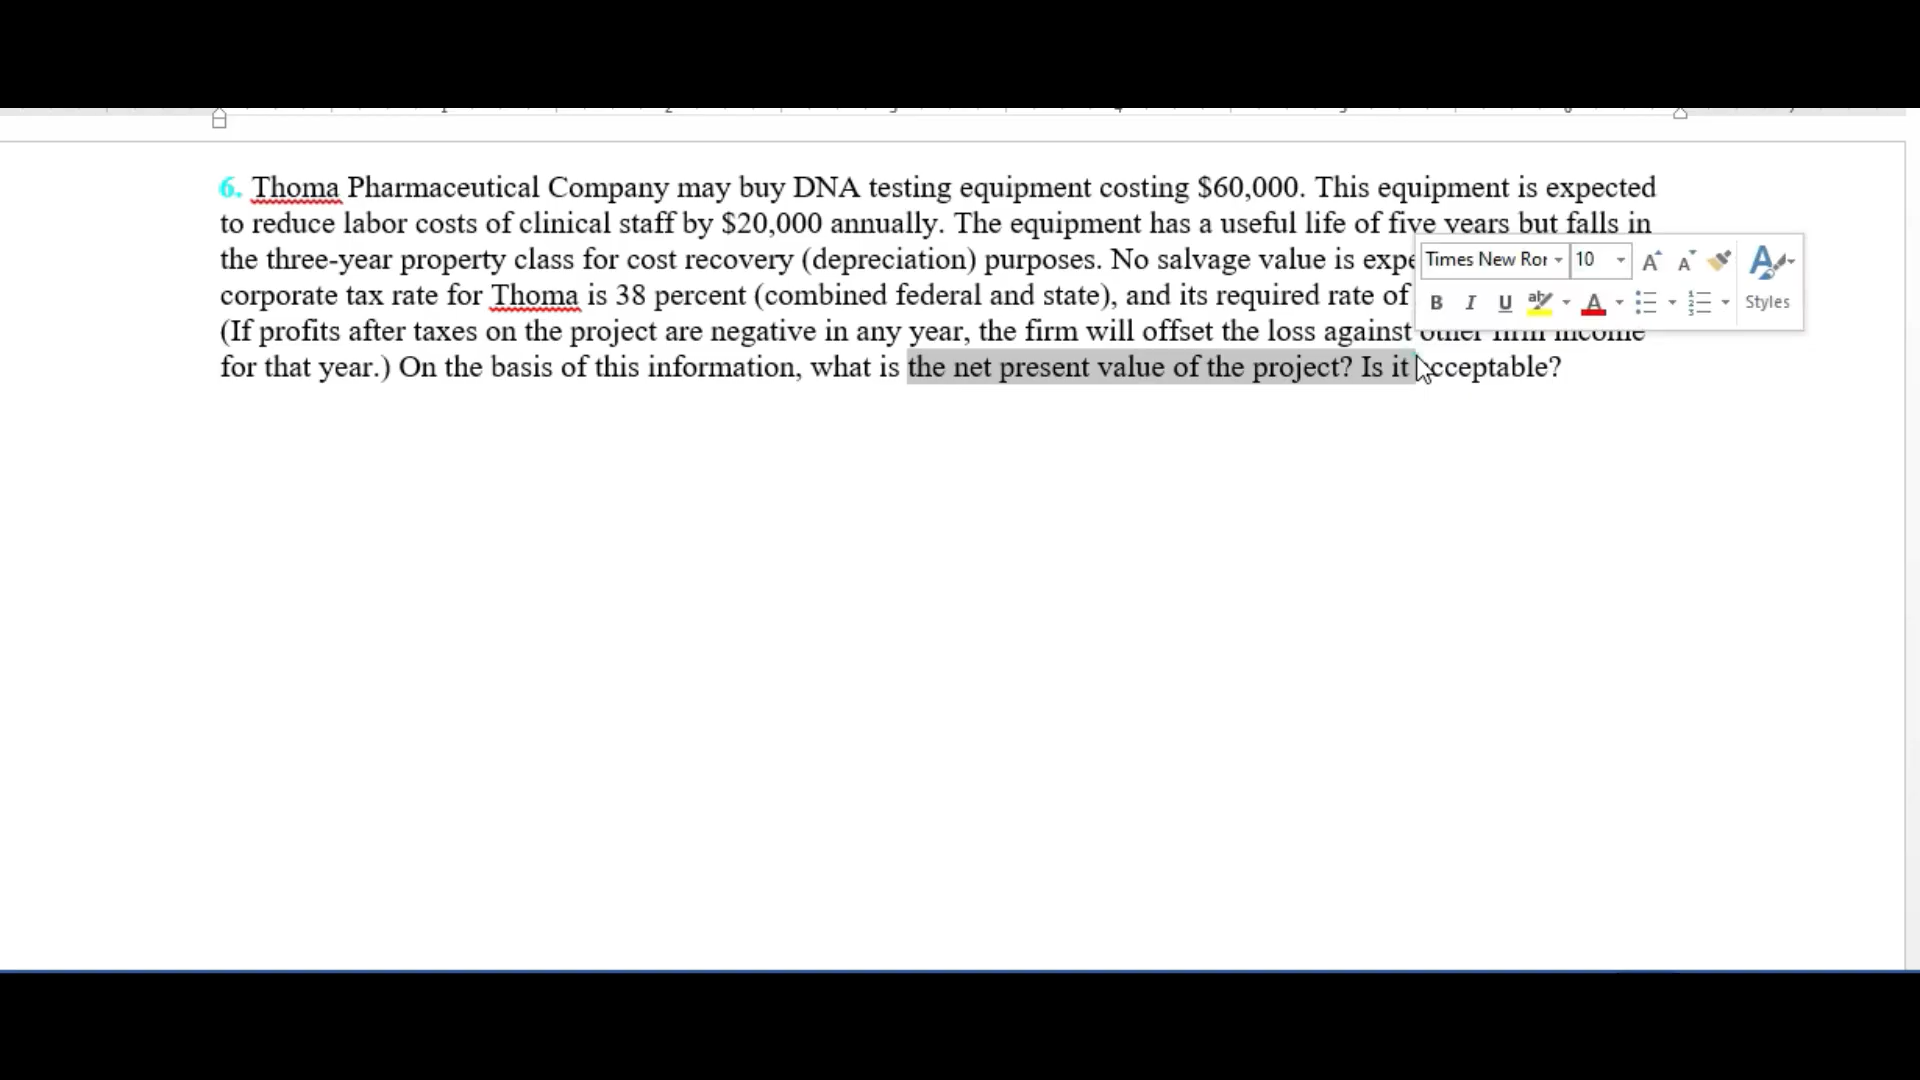 6. Thoma Pharmaceutical Company may buy DNA testing equipment costing $60,000. This equipment is expected
to reduce labor costs of clinical staff by $20,000 annually. The equipment has a useful life of five years but falls in
the three-year property class for cost recovery (depreciation) purposes. No salvage value is expe
Times New Ror
10
corporate tax rate for Thoma is 38 percent (combined federal and state), and its required rate of
B I U
Styles
(If profits after taxes on the project are negative in any year, the firm will offset the loss against other firm income
for that year.) On the basis of this information, what is the net present value of the project? Is it cceptable?